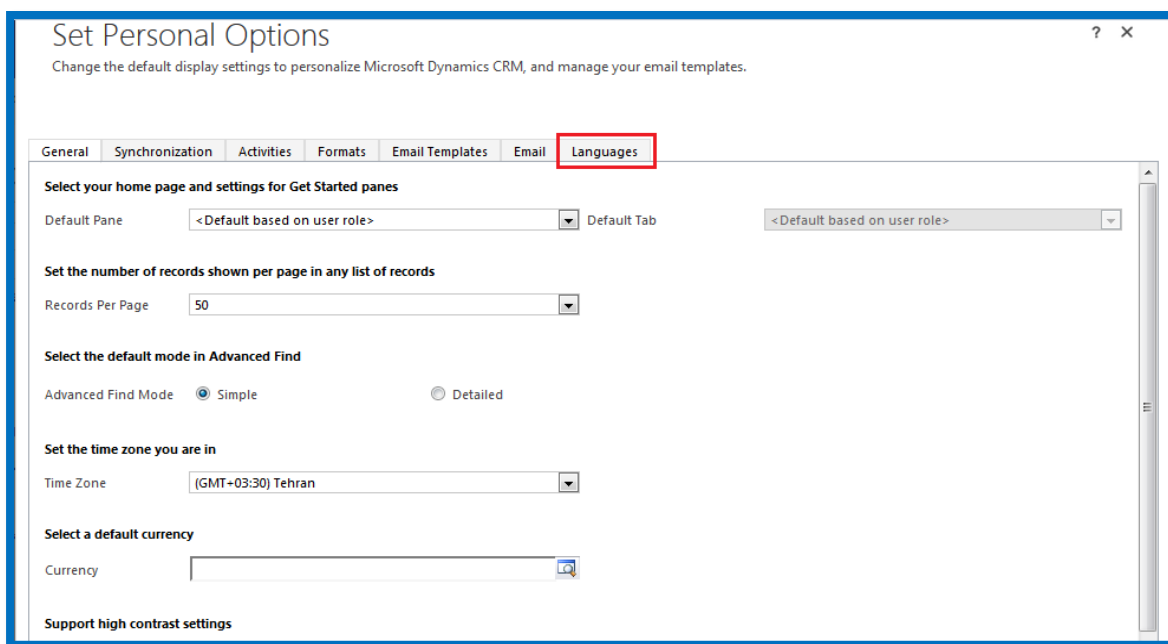 Set Personal Options
? ×
Change the default display settings to personalize Microsoft Dynamics CRM, and manage your email templates.
General Synchronization Activities Formats Email Templates Email Languages
Select your home page and settings for Get Started panes
Default Pane <Default based on user role> Default Tab <Default based on user role>
Set the number of records shown per page in any list of records
Records Per Page 50
Select the default mode in Advanced Find
Advanced Find Mode Simple Detailed
Set the time zone you are in
Time Zone (GMT+03:30) Tehran
Select a default currency
Currency
Support high contrast settings